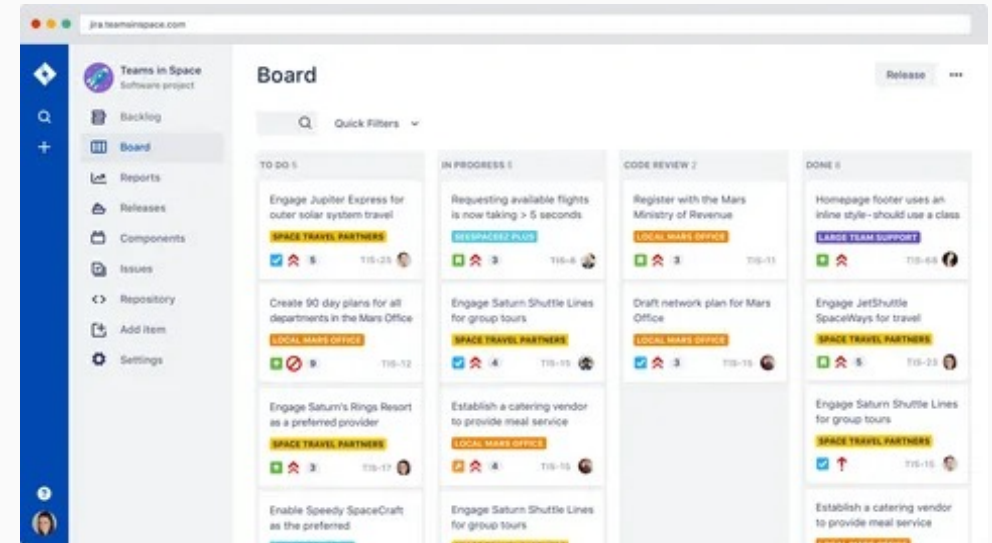 jira.teamsinspace.com
Teams in Space
Software project
Backlog
Board
Reports
Releases
Components
Issues
Repository
Add item
Settings
Board
Release
Quick Filters
TO DO 5
Engage Jupiter Express for
outer solar system travel
SPACE TRAVEL PARTNERS
5
TIS-25
Create 90 day plans for all
departments in the Mars Office
LOCAL MARS OFFICE
9
TIS-12
Engage Saturn's Rings Resort
as a preferred provider
SPACE TRAVEL PARTNERS
3
TIS-17
Enable Speedy SpaceCraft
as the preferred
IN PROGRESS 5
Requesting available flights
is now taking > 5 seconds
SEESPACEEZ PLUS
3
TIS-8
Engage Saturn Shuttle Lines
for group tours
SPACE TRAVEL PARTNERS
4
TIS-15
Establish a catering vendor
to provide meal service
LOCAL MARS OFFICE
4
TIS-15
Engage Saturn Shuttle Lines
for group tours
SPACE TRAVEL PARTNERS
CODE REVIEW 2
Register with the Mars
Ministry of Revenue
LOCAL MARS OFFICE
3
TIS-11
Draft network plan for Mars
Office
LOCAL MARS OFFICE
3
TIS-15
DONE 8
Homepage footer uses an
inline style-should use a class
LARGE TEAM SUPPORT
TIS-68
Engage JetShuttle
SpaceWays for travel
SPACE TRAVEL PARTNERS
5
TIS-23
Engage Saturn Shuttle Lines
for group tours
SPACE TRAVEL PARTNERS
TIS-15
Establish a catering vendor
to provide meal service
LOCAL MARS OFFICE